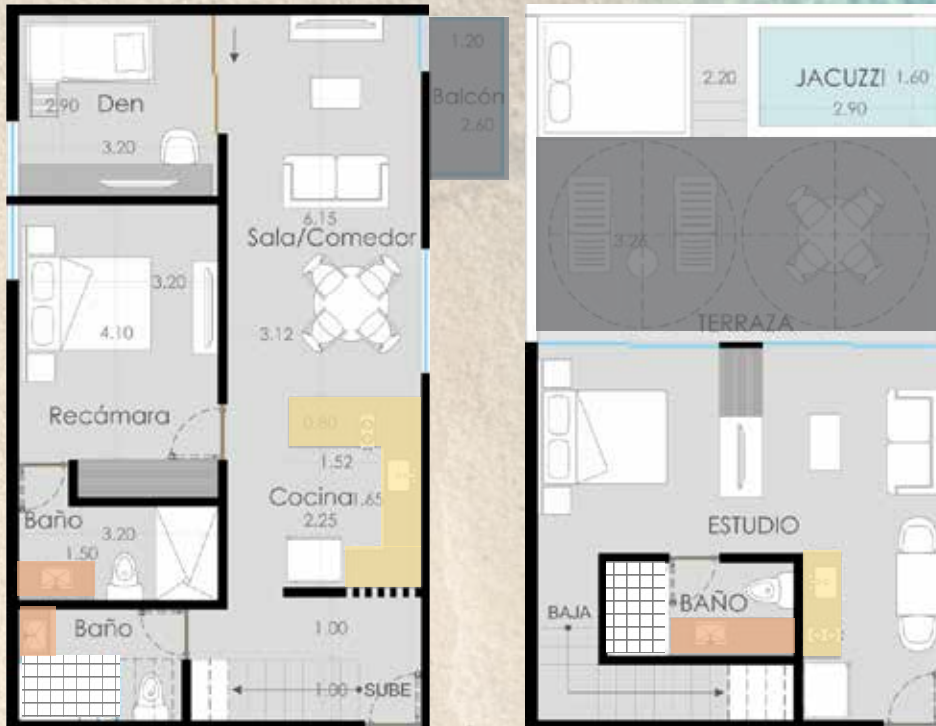 1.20
Balcón
2.60
2.90 Den
3.20
6.15
Sala/Comedor
3.20
4.10
3.12
Recámara
0.80
1.52
Cocina 1.65
2.25
Baño
3.20
1.50
Baño
1.00
1.00 SUBE
2.20
JACUZZI 1.60
2.90
3.26
TERRAZA
ESTUDIO
BAÑO
BAJA